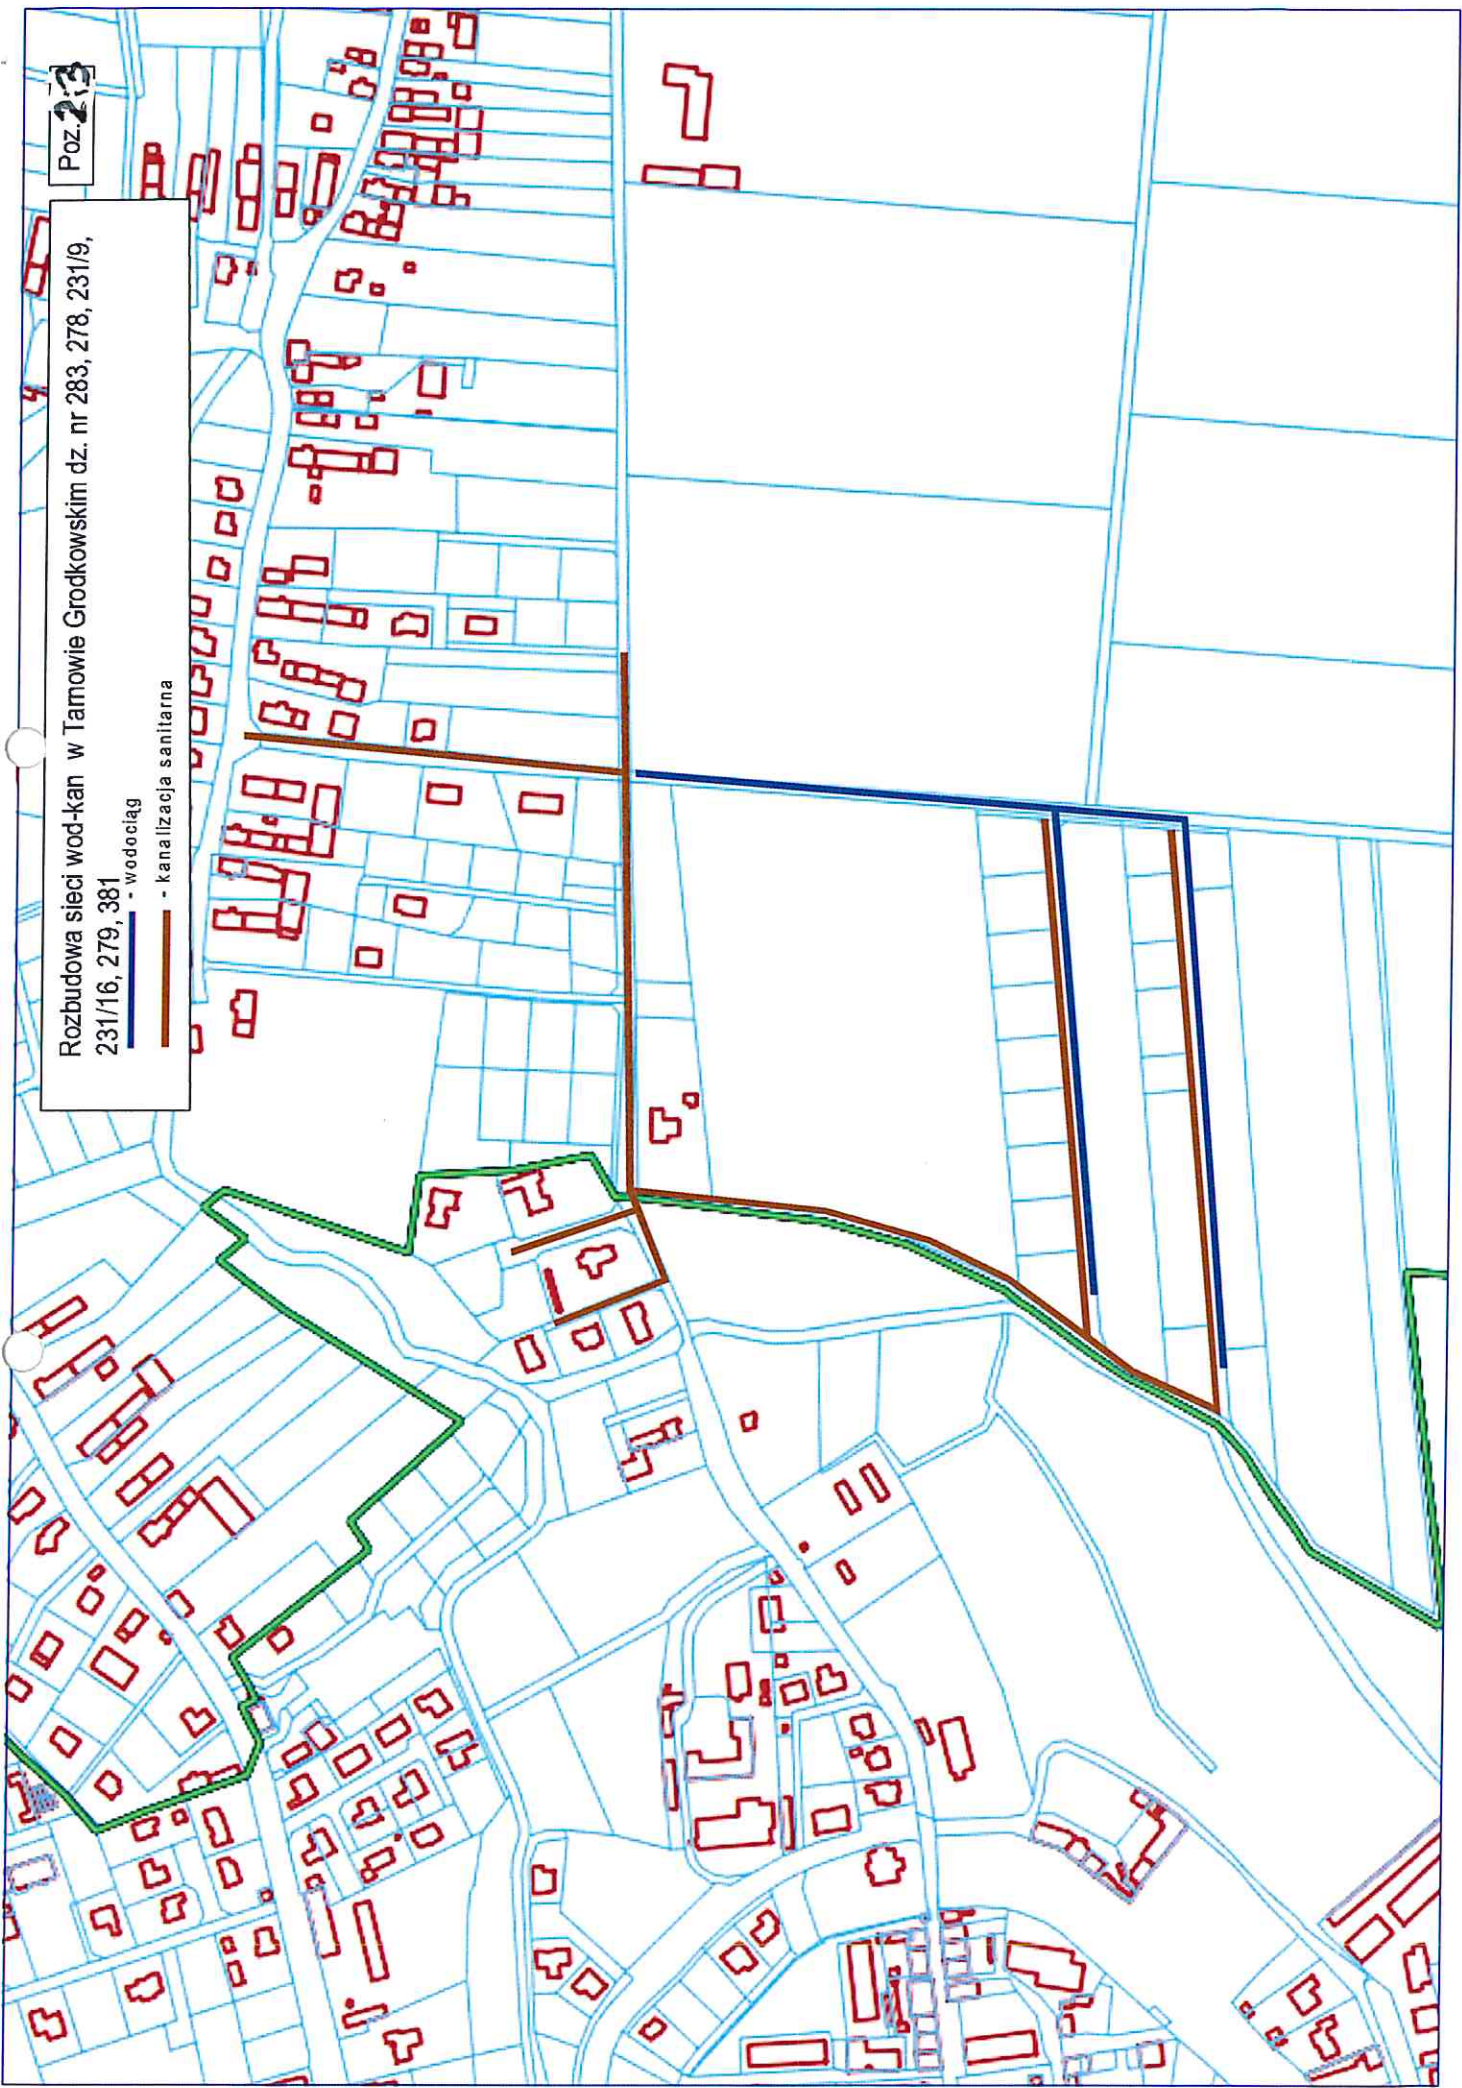 Poz. 23
Rozbudowa sieci wod-kan w Tarnowie Grodkowskim dz. nr 283, 278, 231/9,
231/16, 279, 381
- wodociąg
- kanalizacja sanitarna